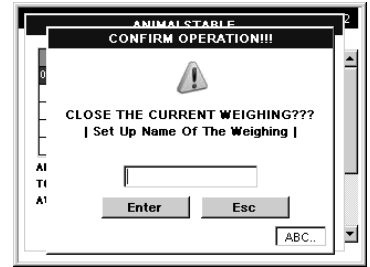 ANIMALSTABLE
CONFIRM OPERATION!!!
CLOSE THE CURRENT WEIGHING???
| Set Up Name Of The Weighing |
Enter
Esc
ABC..